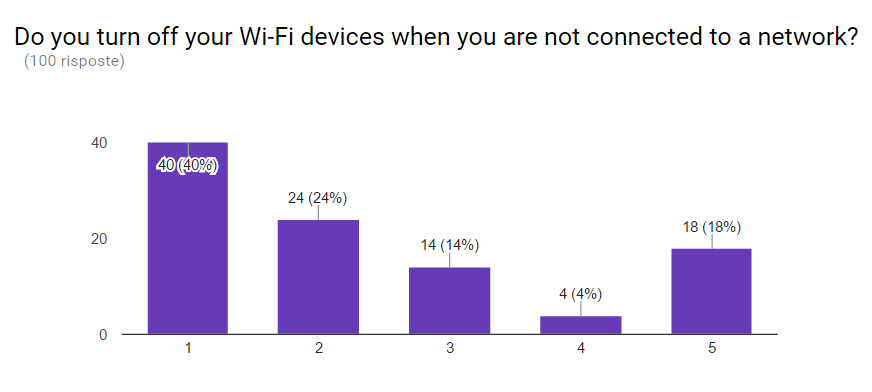 Do you turn off your Wi-Fi devices when you are not connected to a network?
(100 risposte)
40
20
0
40 (40%)
24 (24%)
14 (14%)
4 (4%)
18 (18%)
1 2 3 4 5